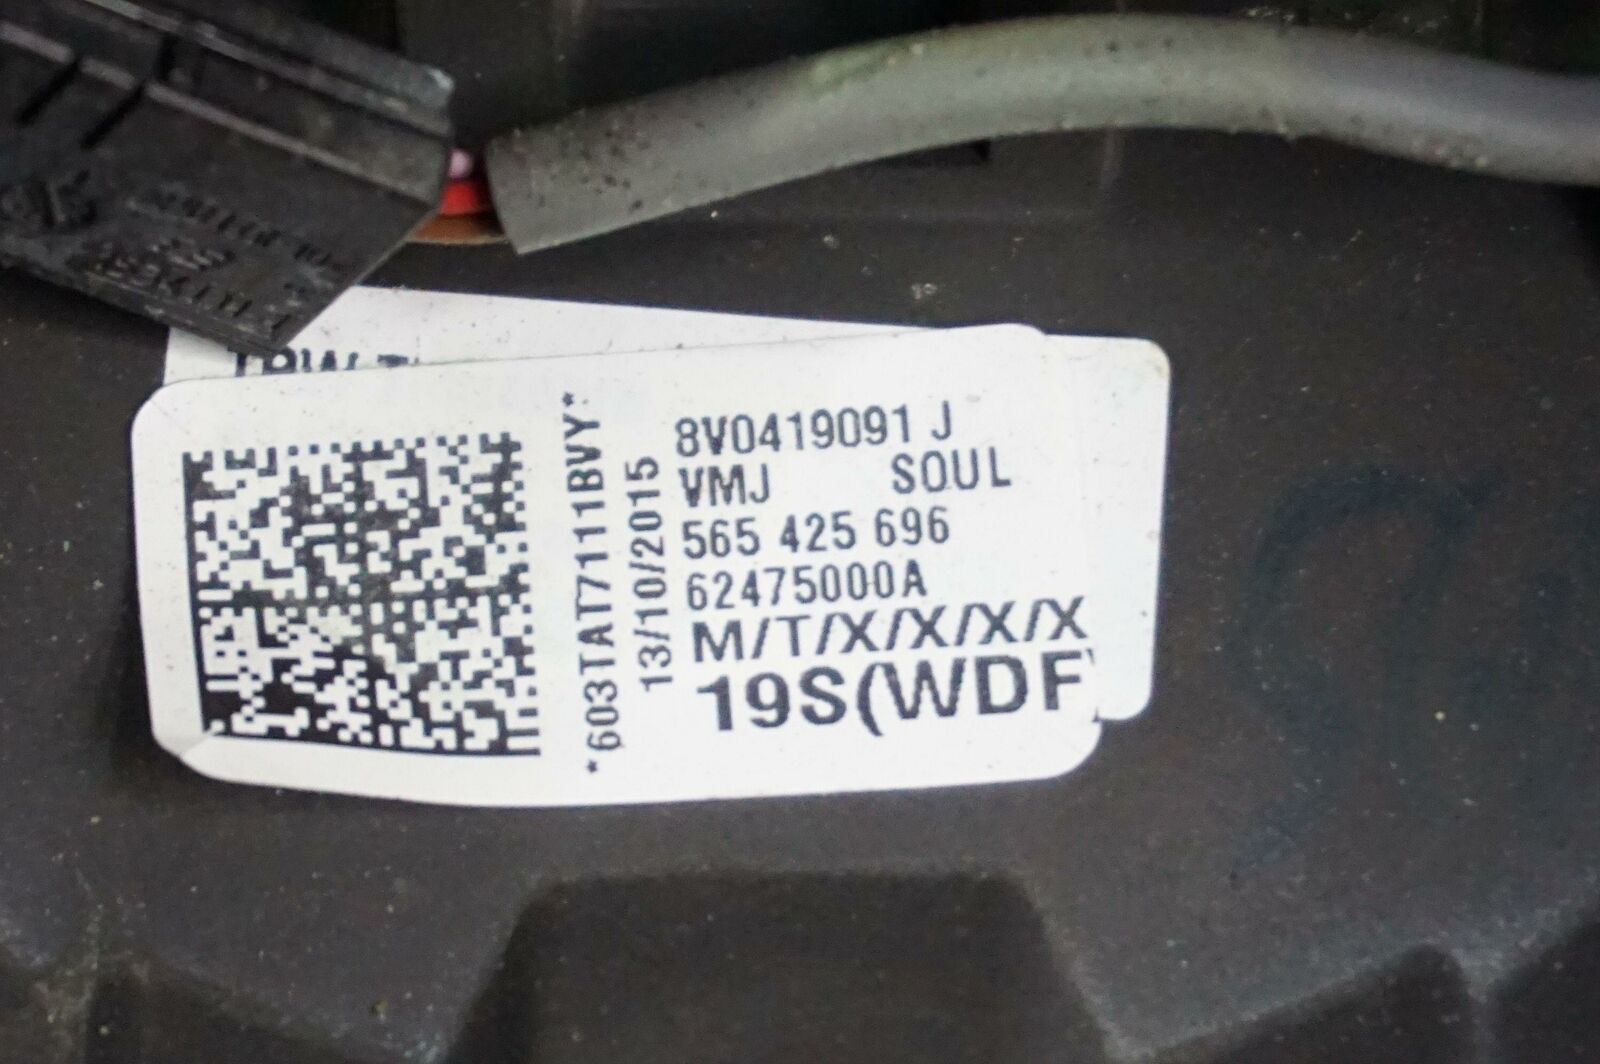 *603TAT7111BVY*
13/10/2015
8V0419091 J
VMJ SOUL
565 425 696
62475000A
M/T/X/X/X/X
19S(WDF)